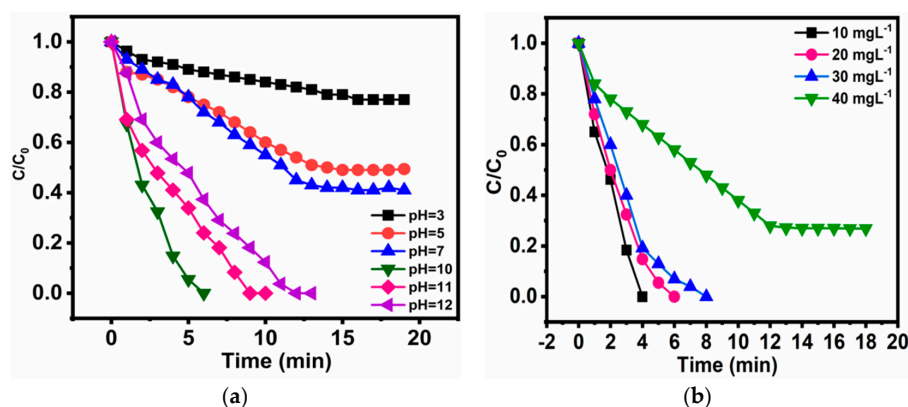 1.0
0.8
0.6
0.4
0.2
0.0
C/C₀
pH=3
pH=5
pH=7
pH=10
pH=11
pH=12
0 5 10 15 20
Time (min)
(a)
1.0
0.8
0.6
0.4
0.2
0.0
C/C₀
10 mgL⁻¹
20 mgL⁻¹
30 mgL⁻¹
40 mgL⁻¹
-2 0 2 4 6 8 10 12 14 16 18 20
Time (min)
(b)